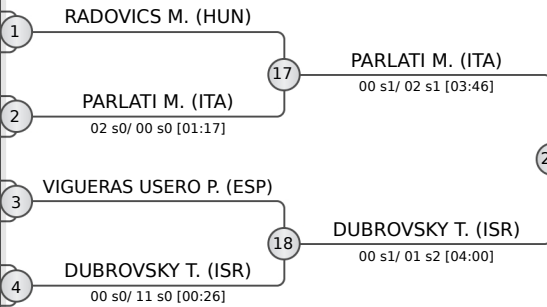 RADOVICS M. (HUN)
1
17
PARLATI M. (ITA)
00 s1/ 02 s1 [03:46]
PARLATI M. (ITA)
2
02 s0/ 00 s0 [01:17]
2
VIGUERAS USERO P. (ESP)
3
18
DUBROVSKY T. (ISR)
00 s1/ 01 s2 [04:00]
DUBROVSKY T. (ISR)
4
00 s0/ 11 s0 [00:26]